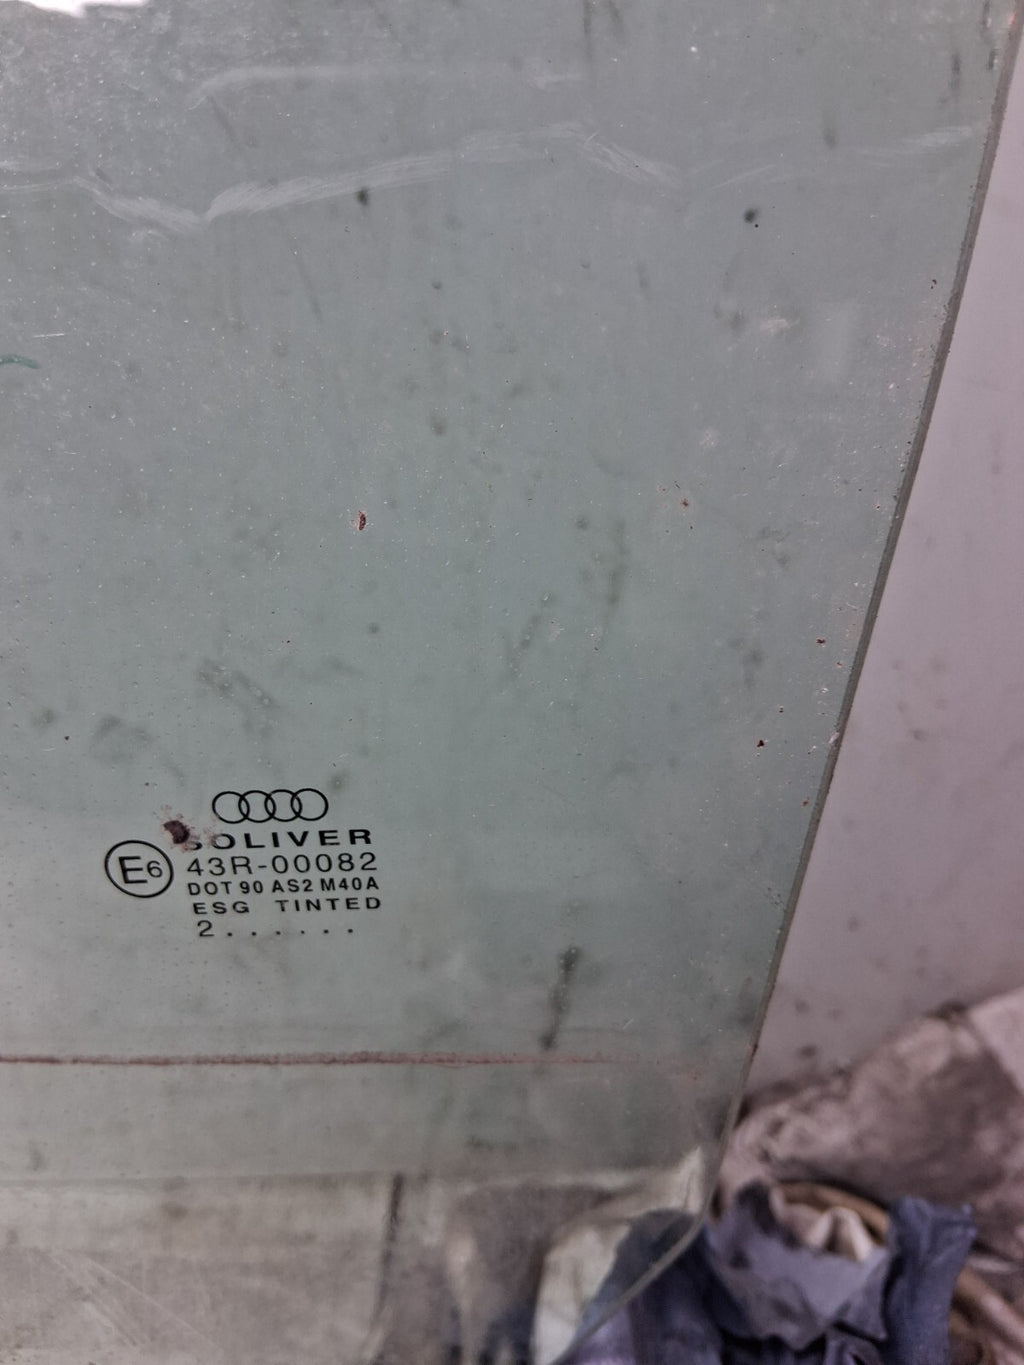 SOLIVER
E6 43R-00082
DOT 90 AS2 M40A
ESG TINTED
2......